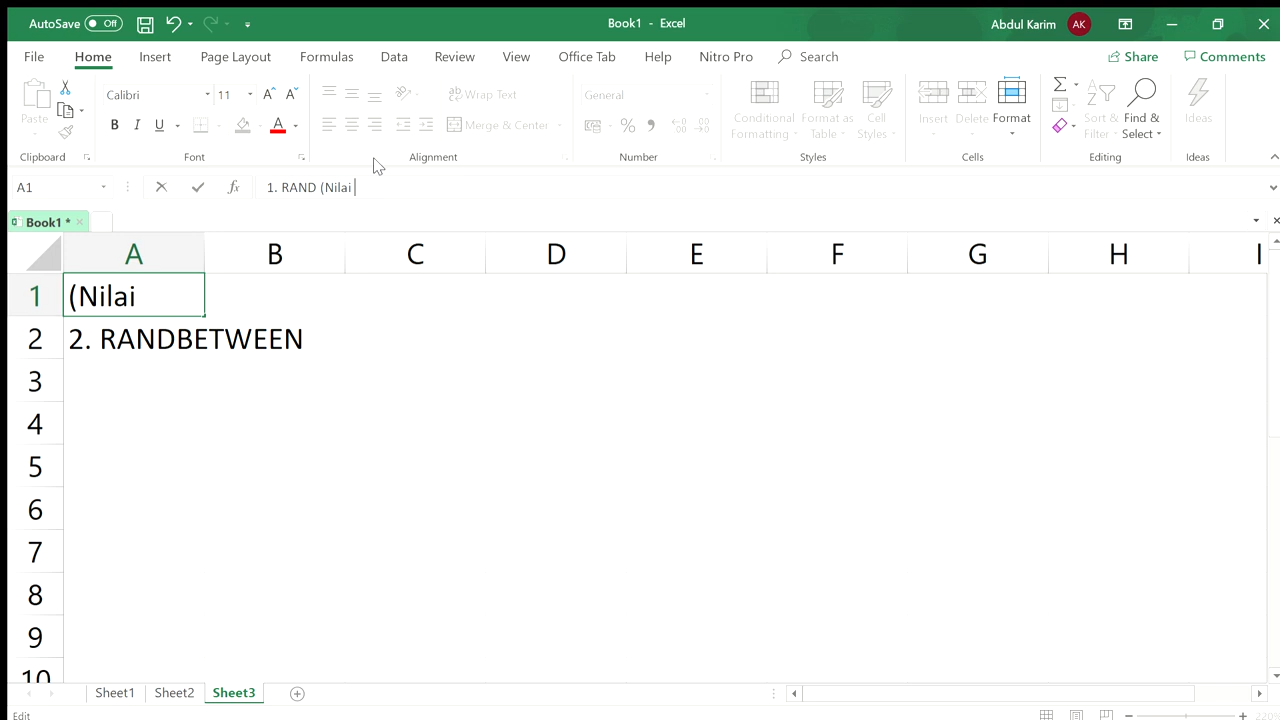 AutoSave Off Book1 - Excel Abdul Karim AK
File Home Insert Page Layout Formulas Data Review View Office Tab Help Nitro Pro Search Share Comments
Paste
Calibri 11
B I U A
Wrap Text
Merge & Center
General
% ,
Conditional Formatting
Format as Table
Cell Styles
Insert Delete Format
Sort & Filter
Find & Select
Ideas
Clipboard Font Alignment Number Styles Cells Editing Ideas
A1 fx 1. RAND (Nilai
Book1 *
A B C D E F G H I
1 (Nilai
2 2. RANDBETWEEN
3
4
5
6
7
8
9
10
Sheet1 Sheet2 Sheet3
Edit 220%